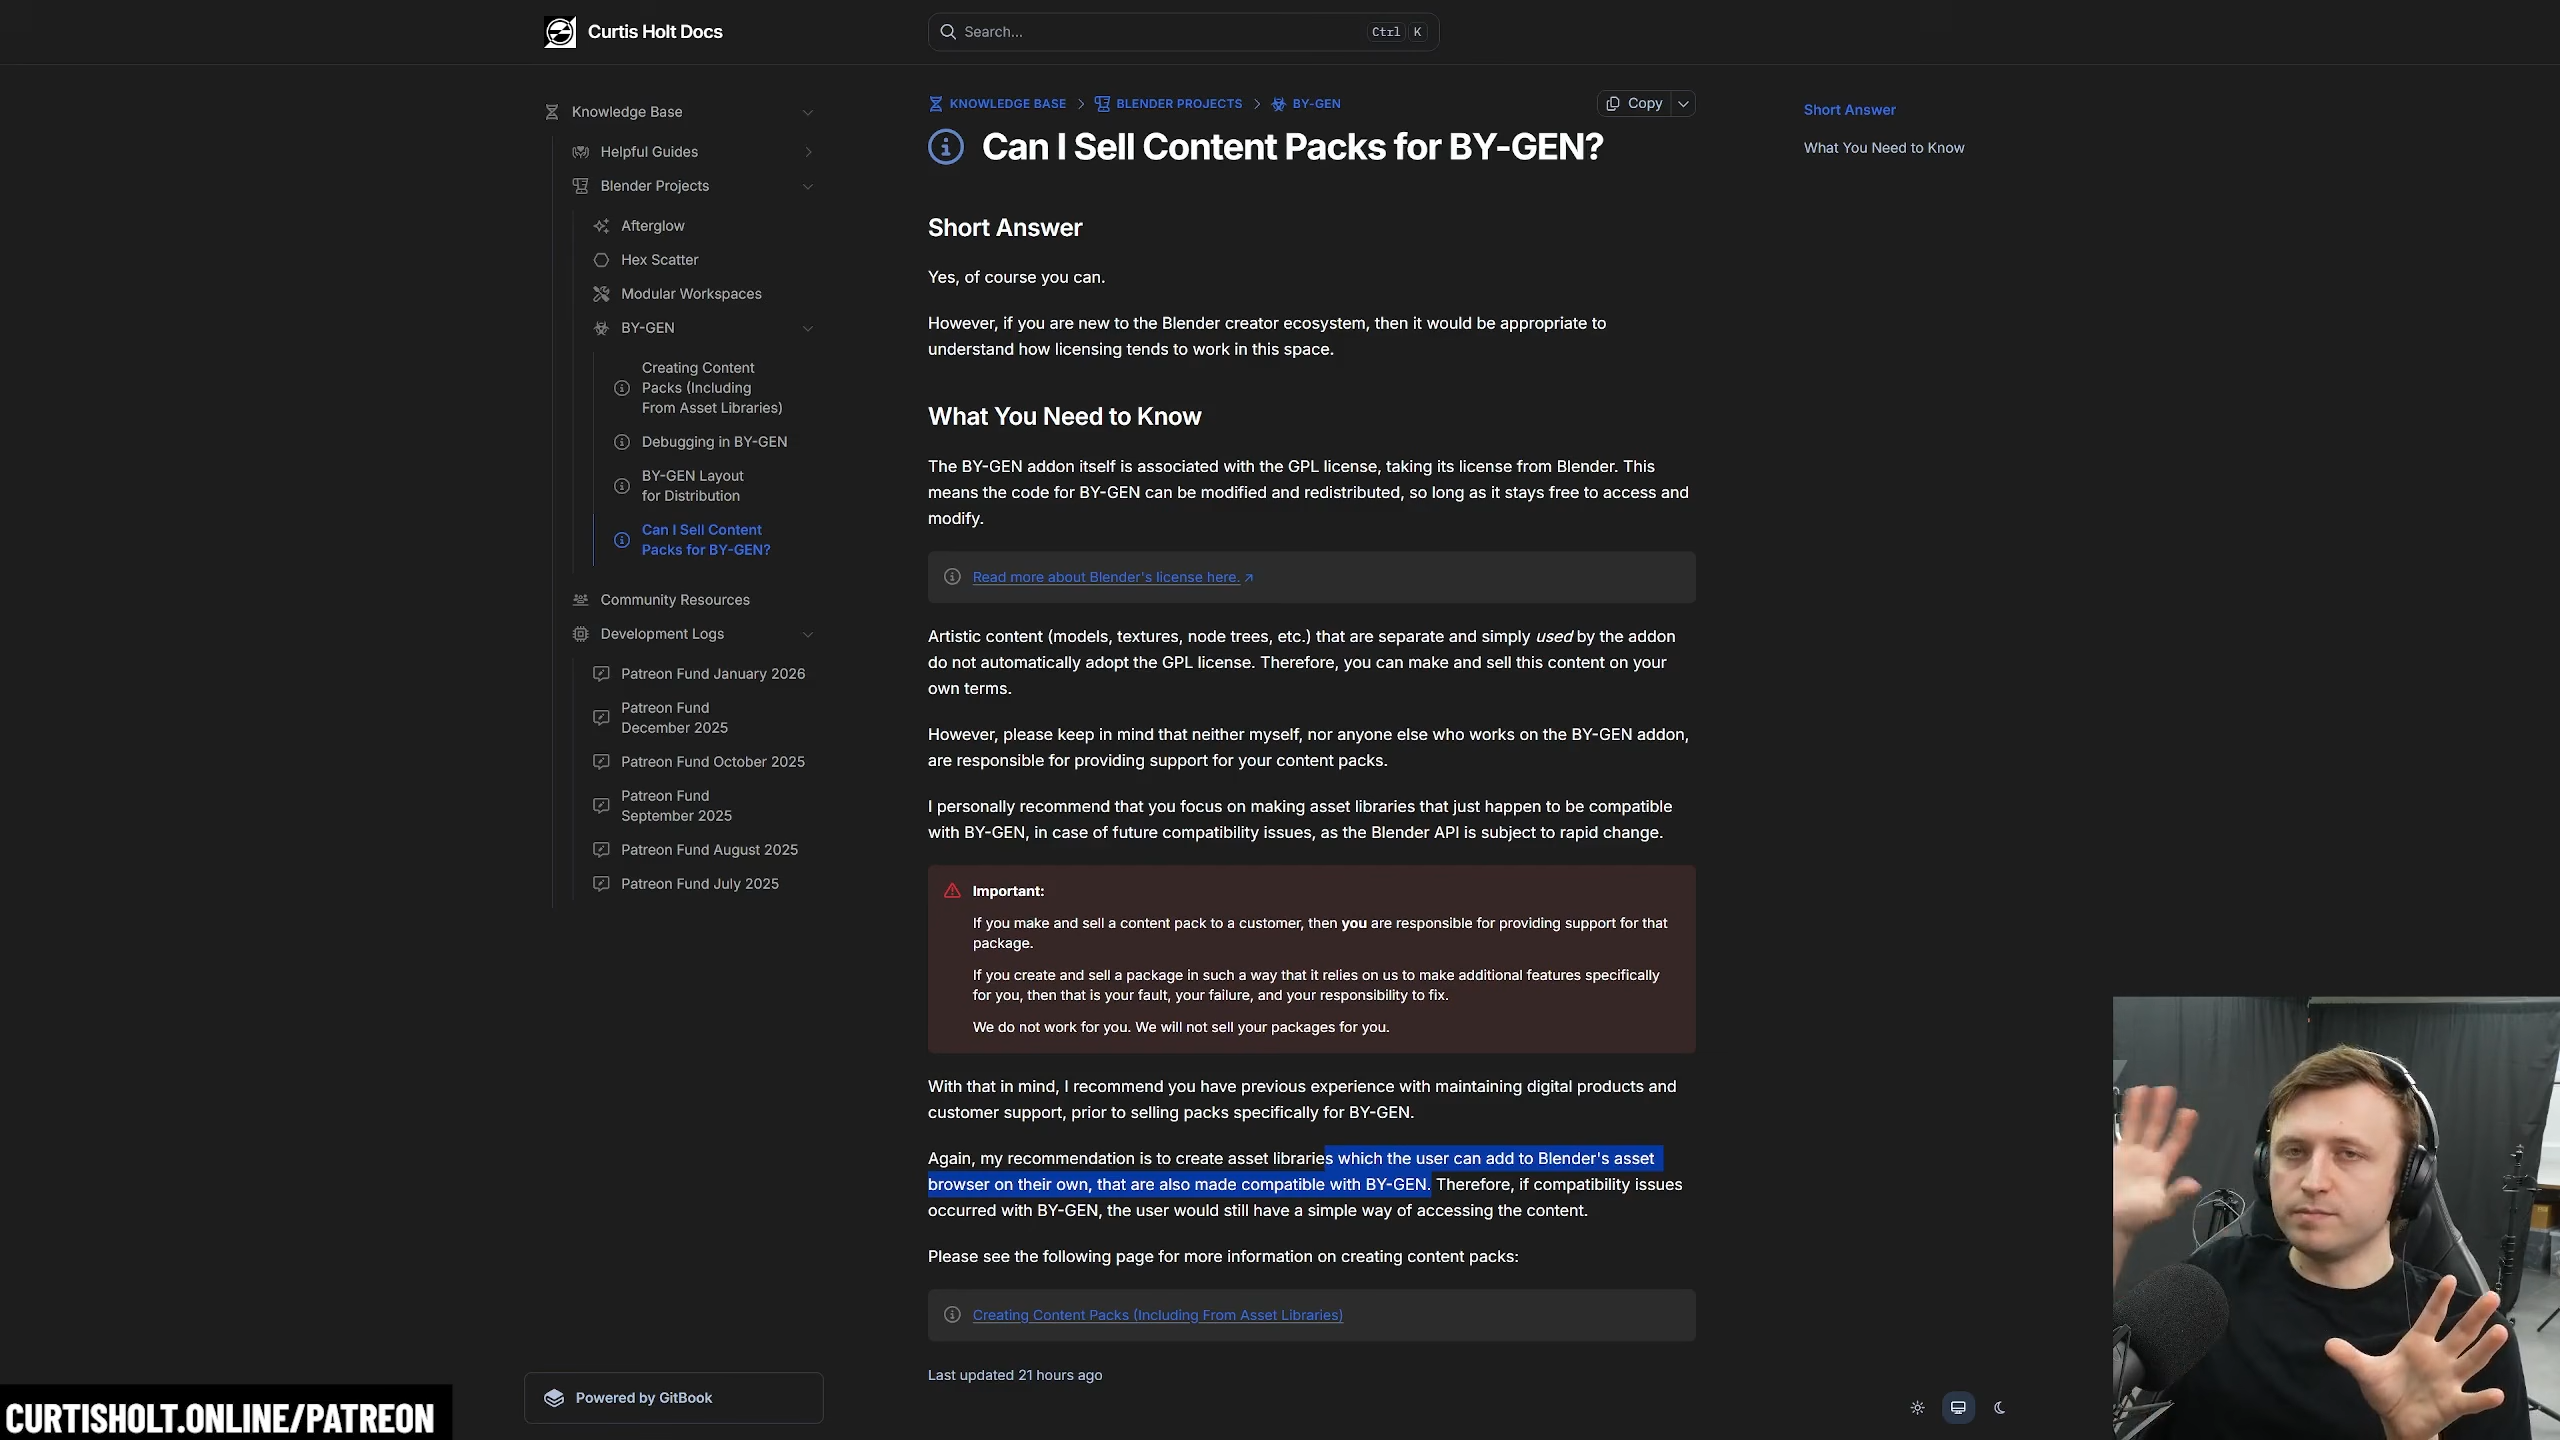 Curtis Holt Docs
Search...
Ctrl K
Knowledge Base
Helpful Guides
Blender Projects
Afterglow
Hex Scatter
Modular Workspaces
BY-GEN
Creating Content
Packs (Including
From Asset Libraries)
Debugging in BY-GEN
BY-GEN Layout
for Distribution
Can I Sell Content
Packs for BY-GEN?
Community Resources
Development Logs
Patreon Fund January 2026
Patreon Fund
December 2025
Patreon Fund October 2025
Patreon Fund
September 2025
Patreon Fund August 2025
Patreon Fund July 2025
Powered by GitBook
KNOWLEDGE BASE > BLENDER PROJECTS > BY-GEN
Copy
Can I Sell Content Packs for BY-GEN?
Short Answer
Yes, of course you can.
However, if you are new to the Blender creator ecosystem, then it would be appropriate to
understand how licensing tends to work in this space.
What You Need to Know
The BY-GEN addon itself is associated with the GPL license, taking its license from Blender. This
means the code for BY-GEN can be modified and redistributed, so long as it stays free to access and
modify.
Read more about Blender's license here. ↗
Artistic content (models, textures, node trees, etc.) that are separate and simply used by the addon
do not automatically adopt the GPL license. Therefore, you can make and sell this content on your
own terms.
However, please keep in mind that neither myself, nor anyone else who works on the BY-GEN addon,
are responsible for providing support for your content packs.
I personally recommend that you focus on making asset libraries that just happen to be compatible
with BY-GEN, in case of future compatibility issues, as the Blender API is subject to rapid change.
Important:
If you make and sell a content pack to a customer, then you are responsible for providing support for that
package.
If you create and sell a package in such a way that it relies on us to make additional features specifically
for you, then that is your fault, your failure, and your responsibility to fix.
We do not work for you. We will not sell your packages for you.
With that in mind, I recommend you have previous experience with maintaining digital products and
customer support, prior to selling packs specifically for BY-GEN.
Again, my recommendation is to create asset libraries which the user can add to Blender's asset
browser on their own, that are also made compatible with BY-GEN. Therefore, if compatibility issues
occurred with BY-GEN, the user would still have a simple way of accessing the content.
Please see the following page for more information on creating content packs:
Creating Content Packs (Including From Asset Libraries)
Last updated 21 hours ago
Short Answer
What You Need to Know
CURTISHOLT.ONLINE/PATREON